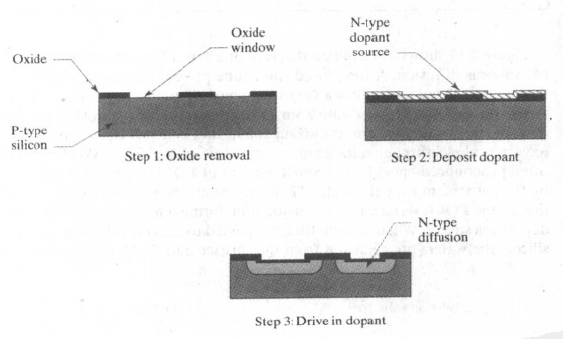 Oxide
Oxide
window
P-type
silicon
Step 1: Oxide removal
N-type
dopant
source
Step 2: Deposit dopant
N-type
diffusion
Step 3: Drive in dopant